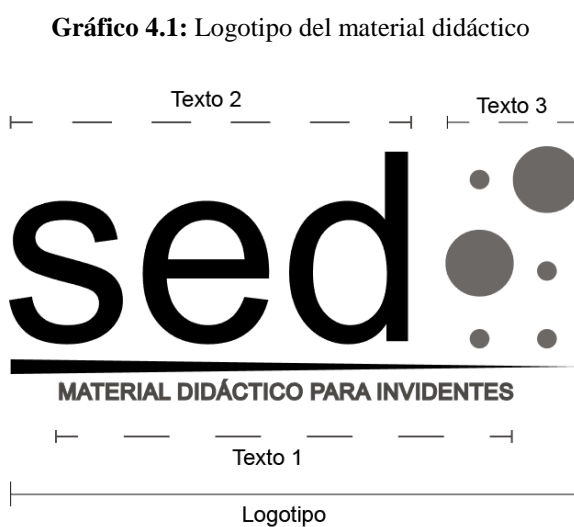 Gráfico 4.1: Logotipo del material didáctico
Texto 2
Texto 3
sed
MATERIAL DIDÁCTICO PARA INVIDENTES
Texto 1
Logotipo